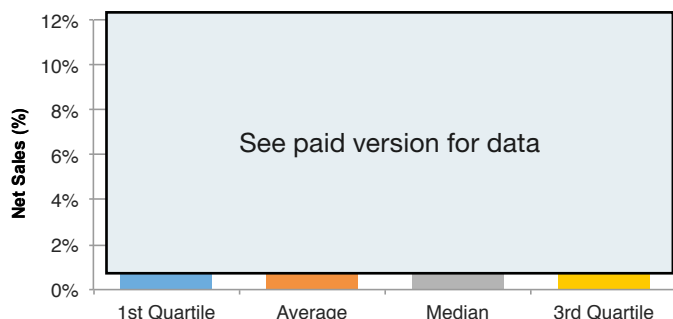 12%
10%
8%
6%
4%
2%
0%
Net Sales (%)
See paid version for data
1st Quartile Average Median 3rd Quartile